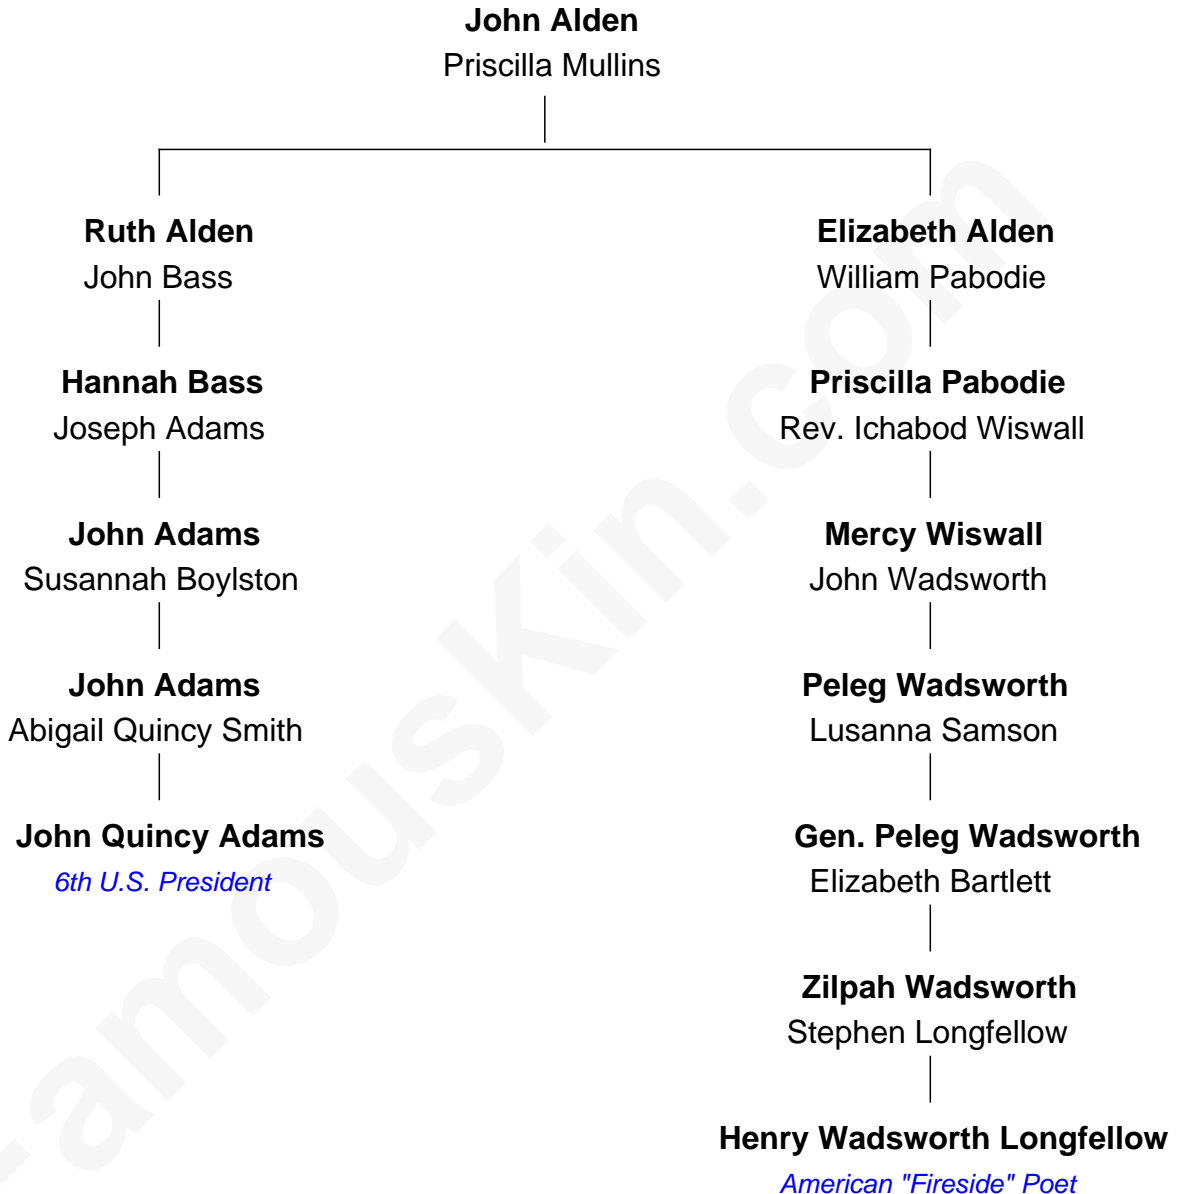 John Alden
Priscilla Mullins
Ruth Alden
John Bass
Elizabeth Alden
William Pabodie
Hannah Bass
Joseph Adams
Priscilla Pabodie
Rev. Ichabod Wiswall
John Adams
Susannah Boylston
Mercy Wiswall
John Wadsworth
John Adams
Abigail Quincy Smith
Peleg Wadsworth
Lusanna Samson
John Quincy Adams
6th U.S. President
Gen. Peleg Wadsworth
Elizabeth Bartlett
Zilpah Wadsworth
Stephen Longfellow
Henry Wadsworth Longfellow
American "Fireside" Poet
FamousKin.com